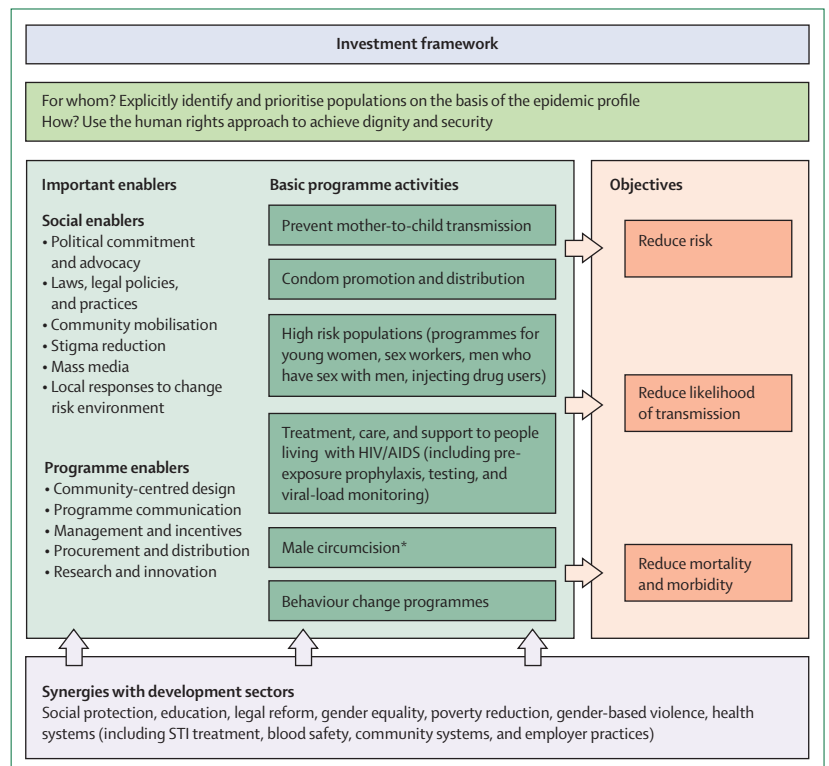 Investment framework
For whom? Explicitly identify and prioritise populations on the basis of the epidemic profile
How? Use the human rights approach to achieve dignity and security
Important enablers
Social enablers
• Political commitment
and advocacy
• Laws, legal policies,
and practices
• Community mobilisation
• Stigma reduction
• Mass media
• Local responses to change
risk environment
Programme enablers
• Community-centred design
• Programme communication
• Management and incentives
• Procurement and distribution
• Research and innovation
Basic programme activities
Prevent mother-to-child transmission
Condom promotion and distribution
High risk populations (programmes for
young women, sex workers, men who
have sex with men, injecting drug users)
Treatment, care, and support to people
living with HIV/AIDS (including pre-
exposure prophylaxis, testing, and
viral-load monitoring)
Male circumcision*
Behaviour change programmes
Objectives
Reduce risk
Reduce likelihood
of transmission
Reduce mortality
and morbidity
Synergies with development sectors
Social protection, education, legal reform, gender equality, poverty reduction, gender-based violence, health
systems (including STI treatment, blood safety, community systems, and employer practices)